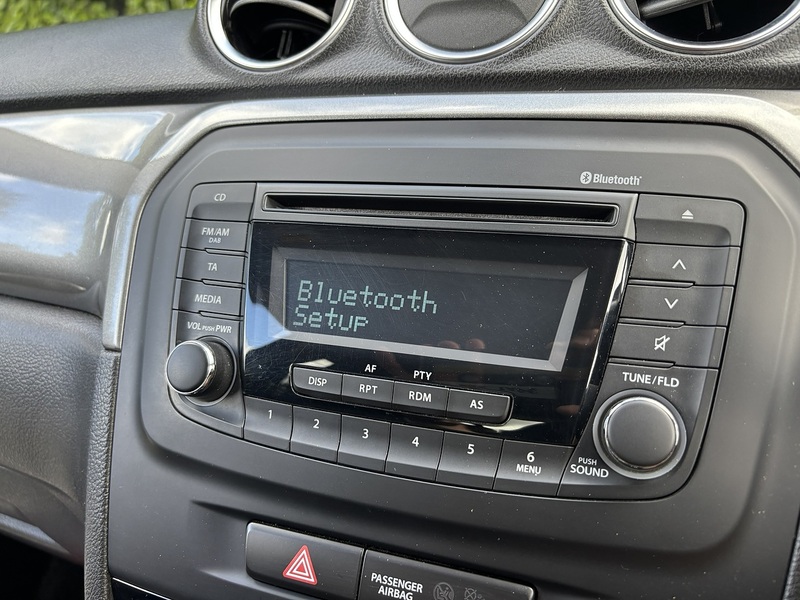 Bluetooth
CD
FM/AM
DAB
TA
MEDIA
VOL PUSH PWR
Bluetooth
Setup
AF
PTY
DISP
RPT
RDM
AS
1
2
3
4
5
6
MENU
TUNE/FLD
PUSH
SOUND
PASSENGER
AIRBAG